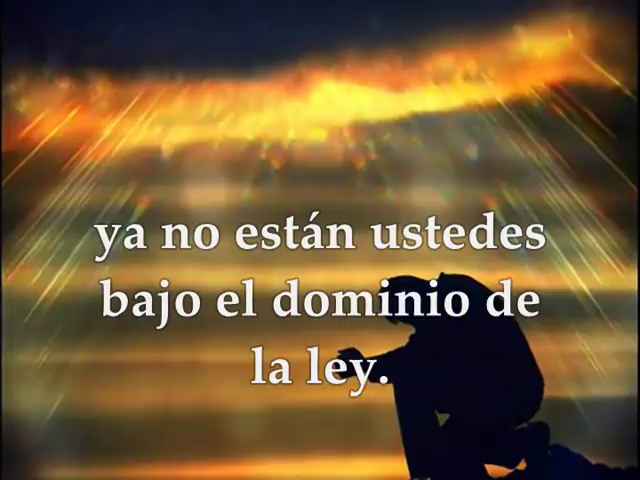 ya no están ustedes
bajo el dominio de
la ley.